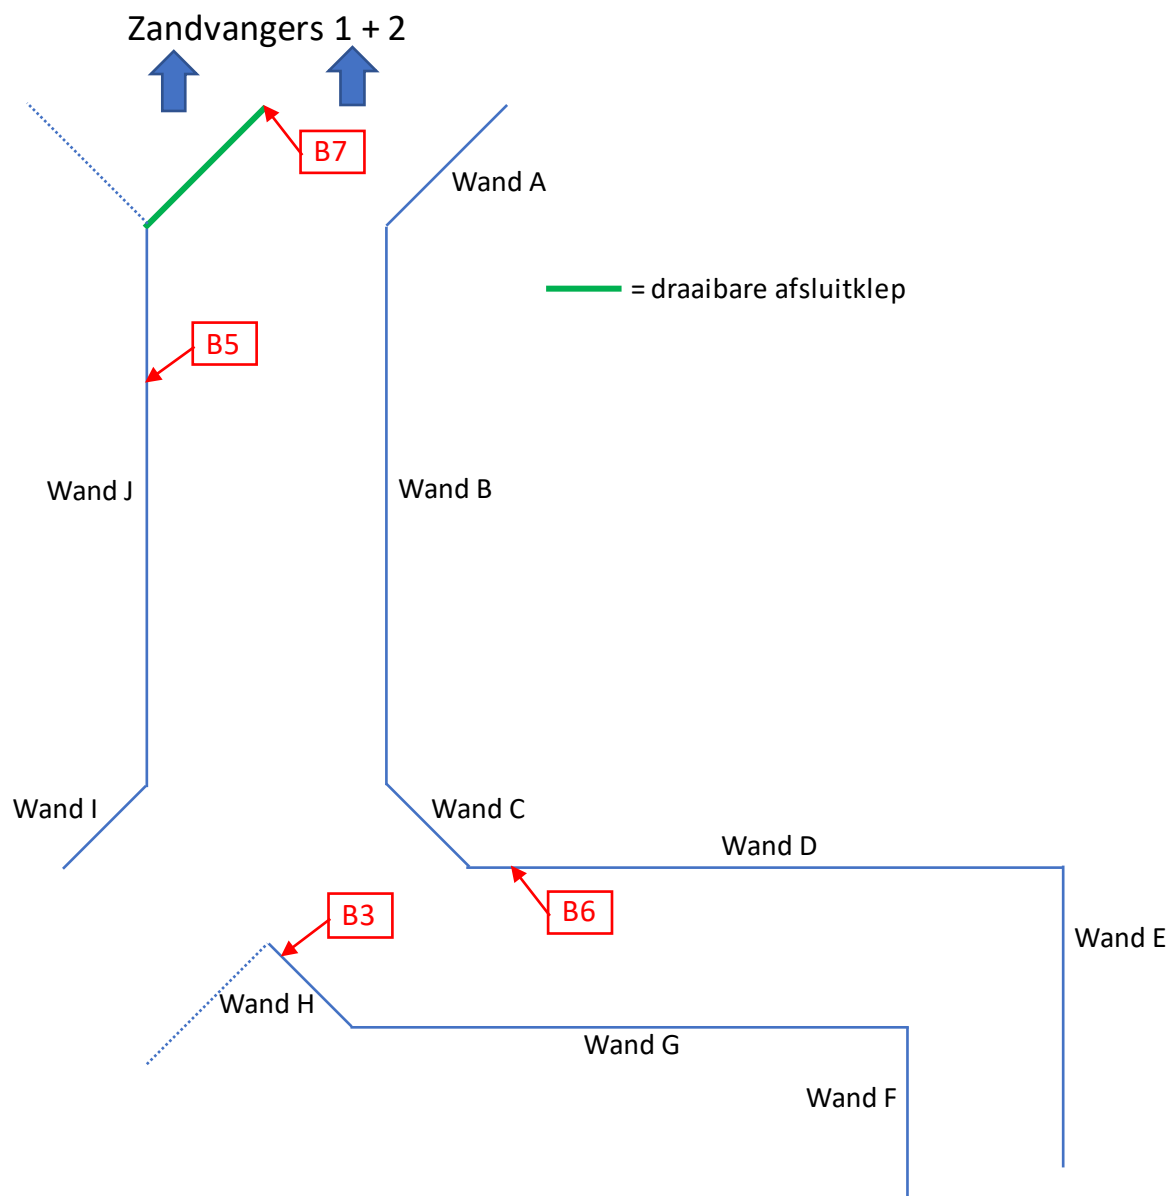 Zandvangers 1 + 2
B7
Wand A
= draaibare afsluitklep
B5
Wand J
Wand B
Wand I
Wand C
Wand D
B3
B6
Wand E
Wand H
Wand G
Wand F